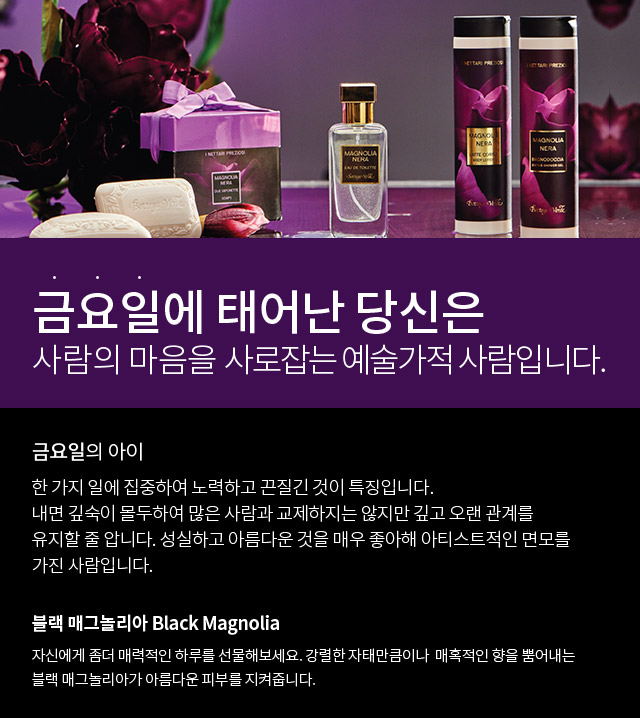 I NETTARI PREZIOSI
MAGNOLIA
NERA
DUE SAPONETTE
SOAPS
MAGNOLIA
NERA
EAU DE TOILETTE
Bottega Verde
I NETTARI PREZIOSI
MAGNOLIA
NERA
LATTE CORPO
BODY LOTION
Bottega Verde
I NETTARI PREZIOSI
MAGNOLIA
NERA
BAGNODOCCIA
BATH & SHOWER GEL
Bottega Verde
금요일에 태어난 당신은
사람의 마음을 사로잡는 예술가적 사람입니다.
금요일의 아이
한 가지 일에 집중하여 노력하고 끈질긴 것이 특징입니다.
내면 깊숙이 몰두하여 많은 사람과 교제하지는 않지만 깊고 오랜 관계를
유지할 줄 압니다. 성실하고 아름다운 것을 매우 좋아해 아티스트적인 면모를
가진 사람입니다.
블랙 매그놀리아 Black Magnolia
자신에게 좀더 매력적인 하루를 선물해보세요. 강렬한 자태만큼이나 매혹적인 향을 뿜어내는
블랙 매그놀리아가 아름다운 피부를 지켜줍니다.